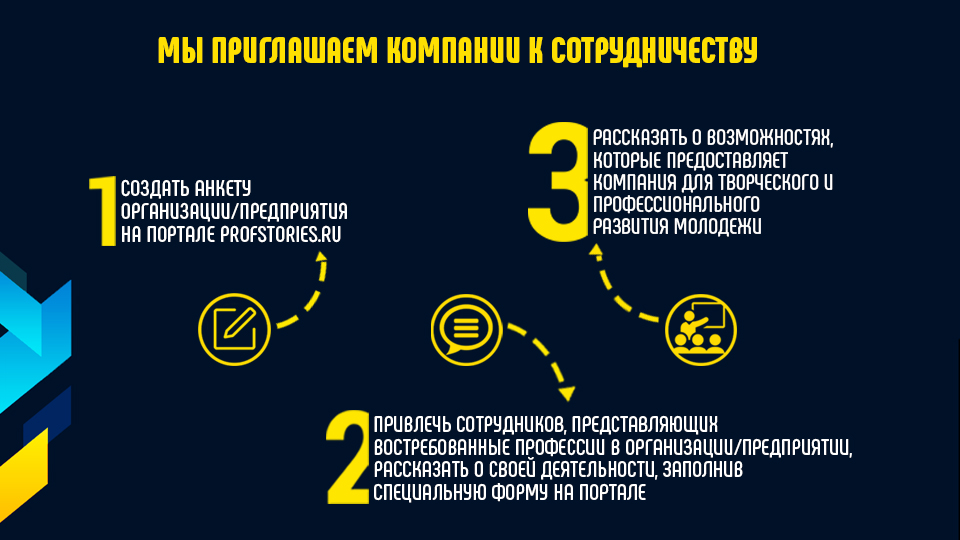 МЫ ПРИГЛАШАЕМ КОМПАНИИ К СОТРУДНИЧЕСТВУ
1
СОЗДАТЬ АНКЕТУ
ОРГАНИЗАЦИИ/ПРЕДПРИЯТИЯ
НА ПОРТАЛЕ PROFSTORIES.RU
2
ПРИВЛЕЧЬ СОТРУДНИКОВ, ПРЕДСТАВЛЯЮЩИХ
ВОСТРЕБОВАННЫЕ ПРОФЕССИИ В ОРГАНИЗАЦИИ/ПРЕДПРИЯТИИ,
РАССКАЗАТЬ О СВОЕЙ ДЕЯТЕЛЬНОСТИ, ЗАПОЛНИВ
СПЕЦИАЛЬНУЮ ФОРМУ НА ПОРТАЛЕ
3
РАССКАЗАТЬ О ВОЗМОЖНОСТЯХ,
КОТОРЫЕ ПРЕДОСТАВЛЯЕТ
КОМПАНИЯ ДЛЯ ТВОРЧЕСКОГО И
ПРОФЕССИОНАЛЬНОГО
РАЗВИТИЯ МОЛОДЕЖИ